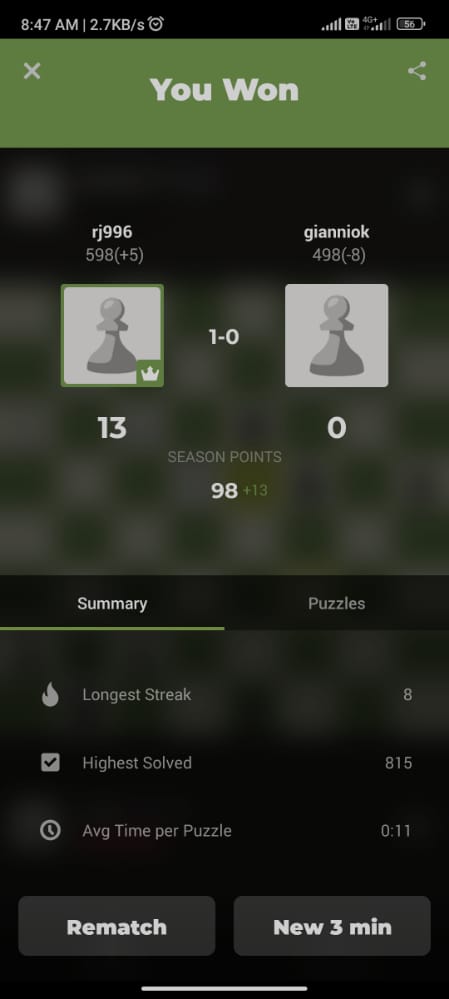 8:47 AM | 2.7KB/s
Vo LTE 4G+ 56
You Won
rj996 gianniok
598(+5) 498(-8)
1-0
13 0
SEASON POINTS
98 +13
Summary Puzzles
Longest Streak 8
Highest Solved 815
Avg Time per Puzzle 0:11
Rematch New 3 min